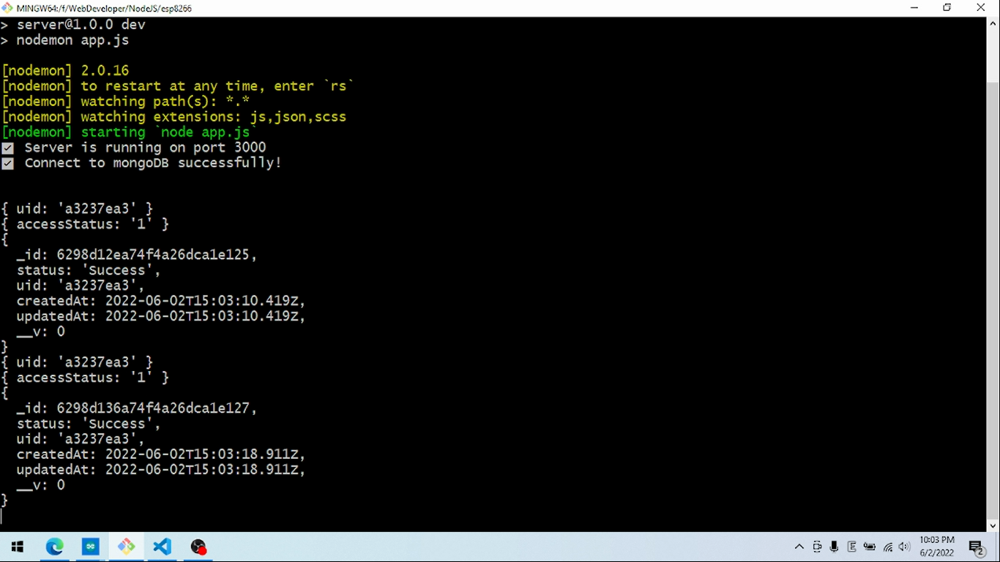 MINGW64:/f/WebDeveloper/NodeJS/esp8266
> server@1.0.0 dev
> nodemon app.js
[nodemon] 2.0.16
[nodemon] to restart at any time, enter `rs`
[nodemon] watching path(s): *.*
[nodemon] watching extensions: js,json,scss
[nodemon] starting `node app.js`
Server is running on port 3000
Connect to mongoDB successfully!
{ uid: 'a3237ea3' }
{ accessStatus: '1' }
{
_id: 6298d12ea74f4a26dca1e125,
status: 'Success',
uid: 'a3237ea3',
createdAt: 2022-06-02T15:03:10.419Z,
updatedAt: 2022-06-02T15:03:10.419Z,
__v: 0
}
{ uid: 'a3237ea3' }
{ accessStatus: '1' }
{
_id: 6298d136a74f4a26dca1e127,
status: 'Success',
uid: 'a3237ea3',
createdAt: 2022-06-02T15:03:18.911Z,
updatedAt: 2022-06-02T15:03:18.911Z,
__v: 0
}
E
10:03 PM
6/2/2022
2